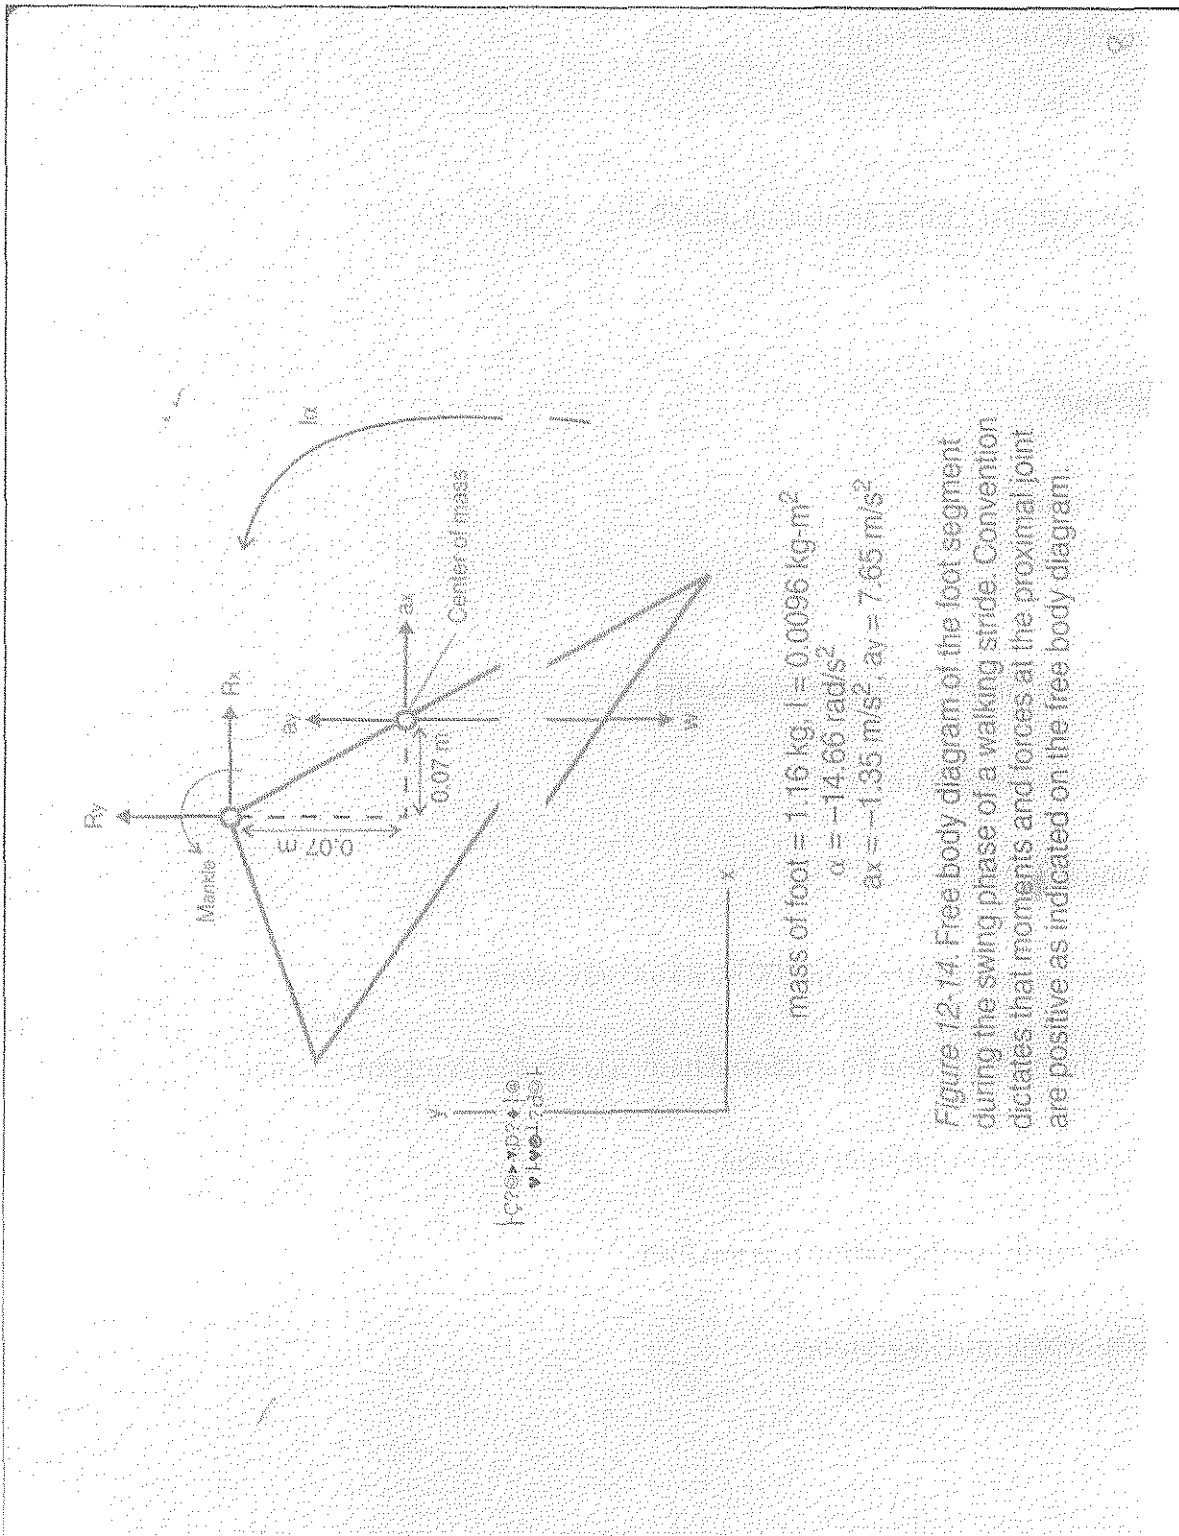 Ry
Rx
Mankle
Iα
ay
ax
Center of mass
0.07 m
0.07 m
W
y
x
mass of foot = 1.16 kg, I = 0.0096 kg-m²
α = −14.66 rad/s²
ax = −1.35 m/s², ay = 7.65 m/s²
Figure 12-14. Free body diagram of the foot segment
during the swing phase of a walking stride. Convention
dictates that moments and forces at the proximal joint
are positive as indicated on the free body diagram.